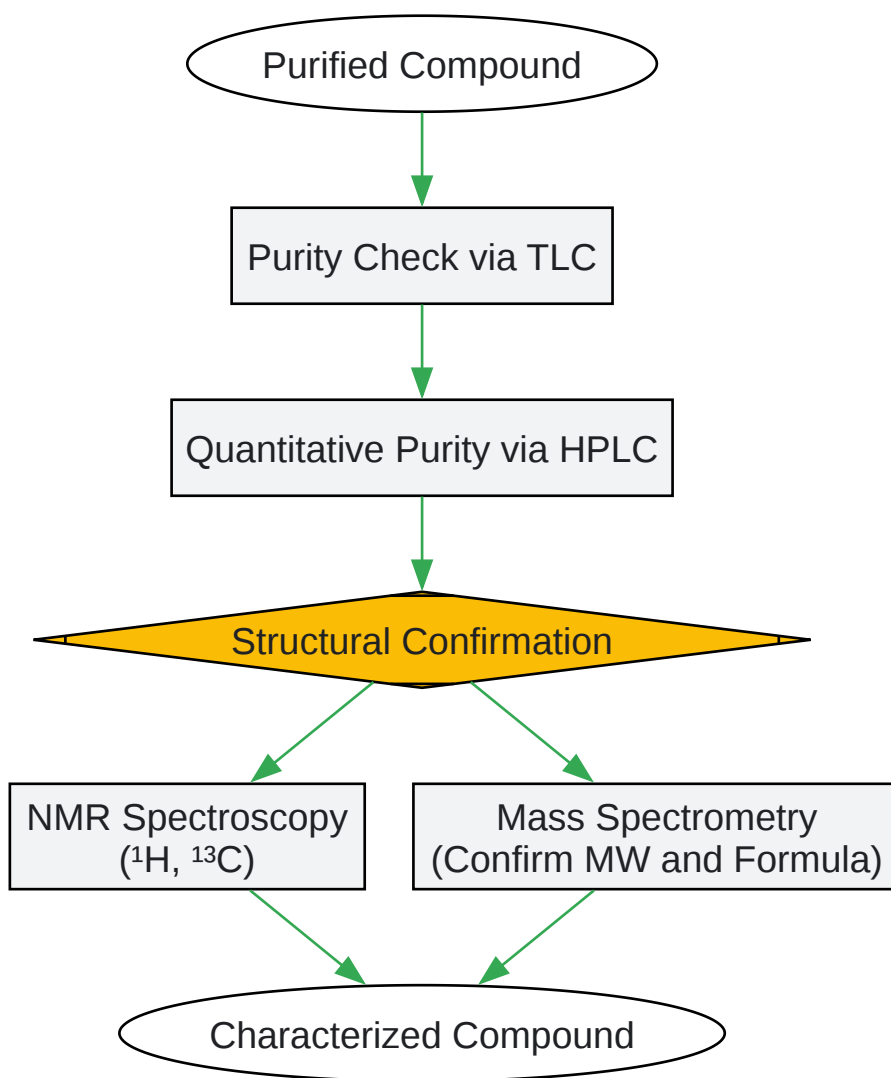 Purified Compound
Purity Check via TLC
Quantitative Purity via HPLC
Structural Confirmation
NMR Spectroscopy
(¹H, ¹³C)
Mass Spectrometry
(Confirm MW and Formula)
Characterized Compound